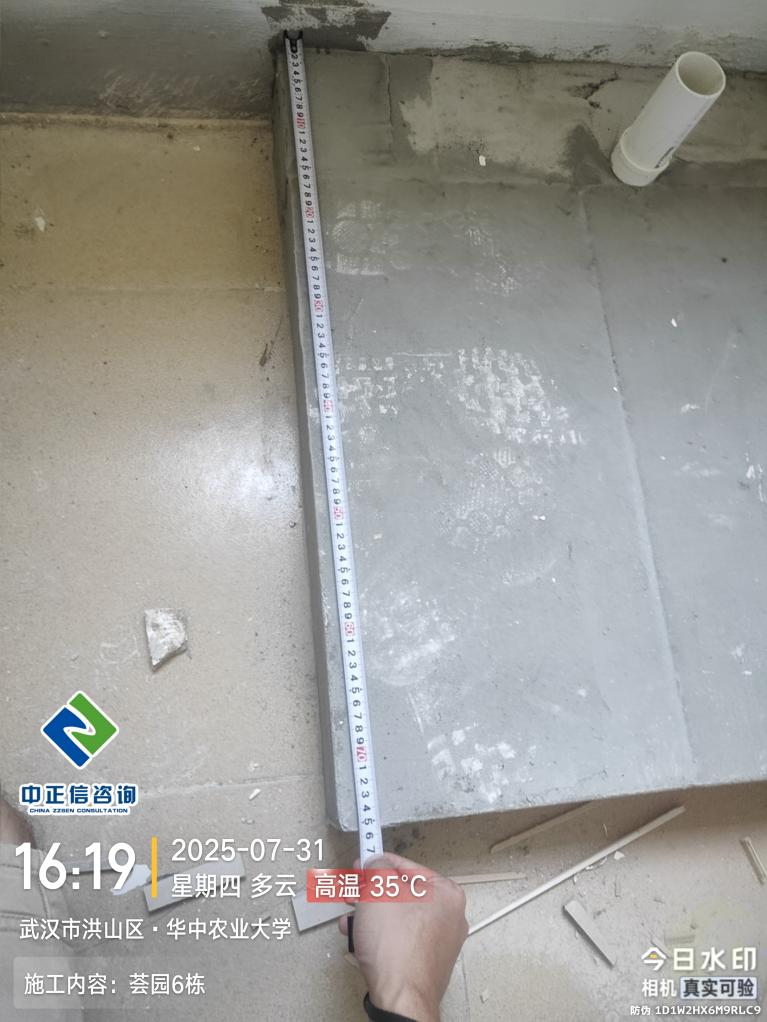 中正信咨询
CHINA ZZSEN CONSULTATION
16:19
2025-07-31
星期四 多云 高温 35°C
武汉市洪山区·华中农业大学
施工内容：荟园6栋
今日水印
相机 真实可验
防伪 1D1W2HX6M9RLC9